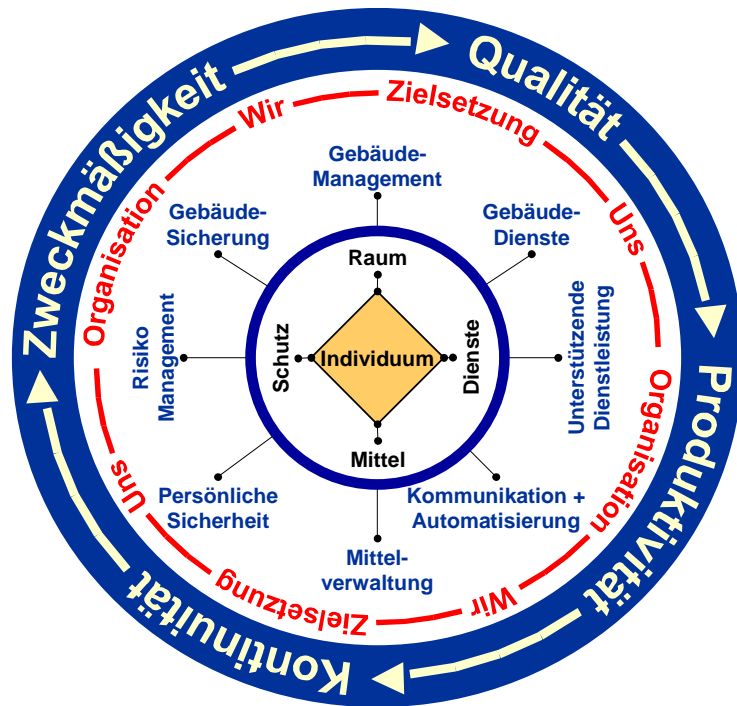 Zweckmäßigkeit
Qualität
Produktivität
Kontinuität
Wir
Zielsetzung
Uns
Organisation
Wir
Zielsetzung
Uns
Organisation
Gebäude-
Management
Gebäude-
Dienste
Unterstützende
Dienstleistung
Kommunikation +
Automatisierung
Mittel-
verwaltung
Persönliche
Sicherheit
Risiko
Management
Gebäude-
Sicherung
Raum
Dienste
Mittel
Schutz
Individuum